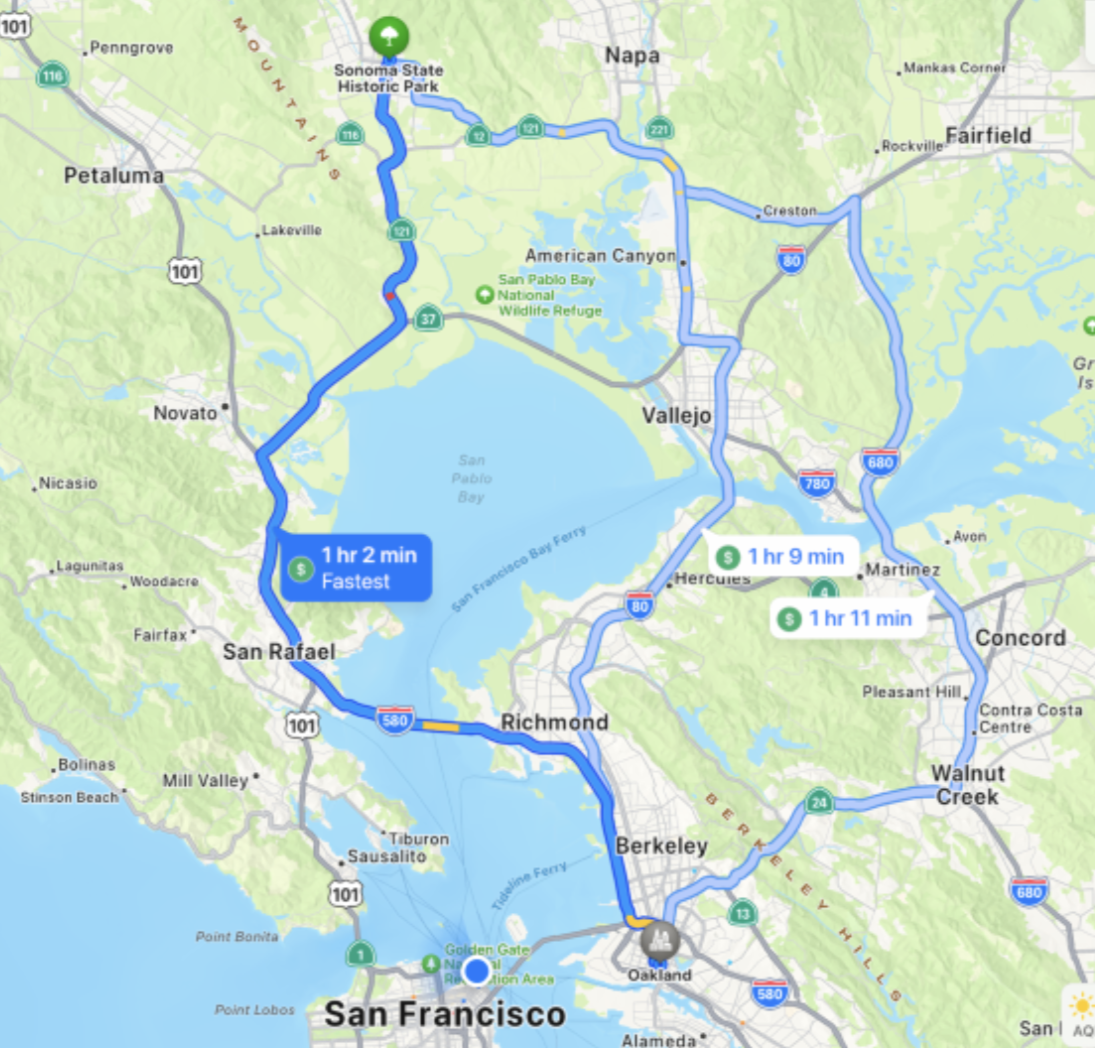 101
Penngrove
116
MOUNTAINS
Sonoma State
Historic Park
Napa
Mankas Corner
116
12
121
221
Fairfield
Rockville
Petaluma
Creston
Lakeville
121
American Canyon
80
101
San Pablo Bay
National
Wildlife Refuge
37
Novato
Vallejo
San
Pablo
Bay
680
780
Nicasio
San Francisco Bay Ferry
Avon
1 hr 2 min
Fastest
1 hr 9 min
Lagunitas
Woodacre
Hercules
Martinez
4
80
1 hr 11 min
Fairfax
San Rafael
Concord
Pleasant Hill
Contra Costa
Centre
580
Richmond
101
Bolinas
Mill Valley
Stinson Beach
Walnut
Creek
24
BERKELEY HILLS
Tiburon
Sausalito
Berkeley
Tideline Ferry
101
680
13
Point Bonita
1
Golden Gate
Oakland
580
Point Lobos
San Francisco
Alameda
San
AQ